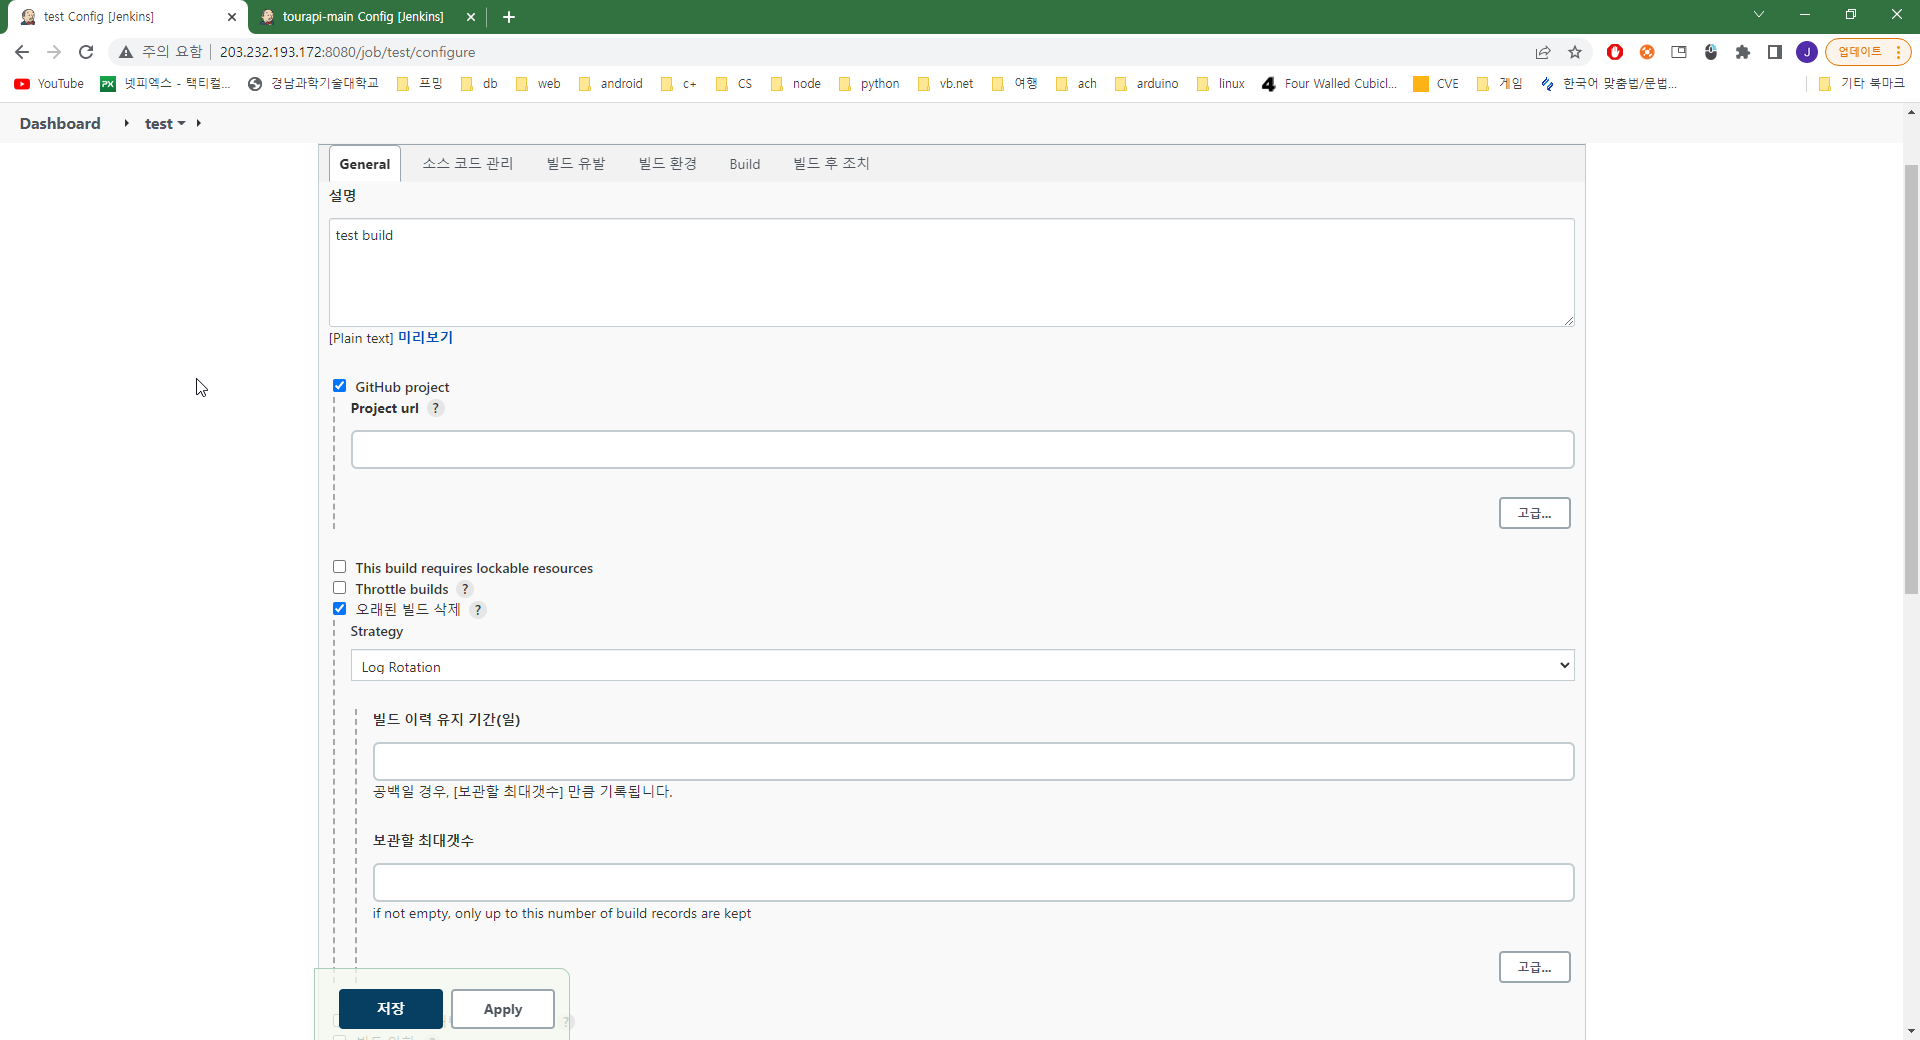 test Config [Jenkins]
tourapi-main Config [Jenkins]
주의 요함
203.232.193.172:8080/job/test/configure
J
업데이트
YouTube
PX
넷피엑스 - 택티컬...
경남과학기술대학교
프밍
db
web
android
c+
CS
node
python
vb.net
여행
ach
arduino
linux
4
Four Walled Cubicl...
CVE
게임
한국어 맞춤법/문법...
기타 북마크
Dashboard
test
General
소스 코드 관리
빌드 유발
빌드 환경
Build
빌드 후 조치
설명
test build
[Plain text] 미리보기
GitHub project
Project url ?
고급...
This build requires lockable resources
Throttle builds ?
오래된 빌드 삭제 ?
Strategy
Log Rotation
빌드 이력 유지 기간(일)
공백일 경우, [보관할 최대갯수] 만큼 기록됩니다.
보관할 최대갯수
if not empty, only up to this number of build records are kept
고급...
저장
Apply
?